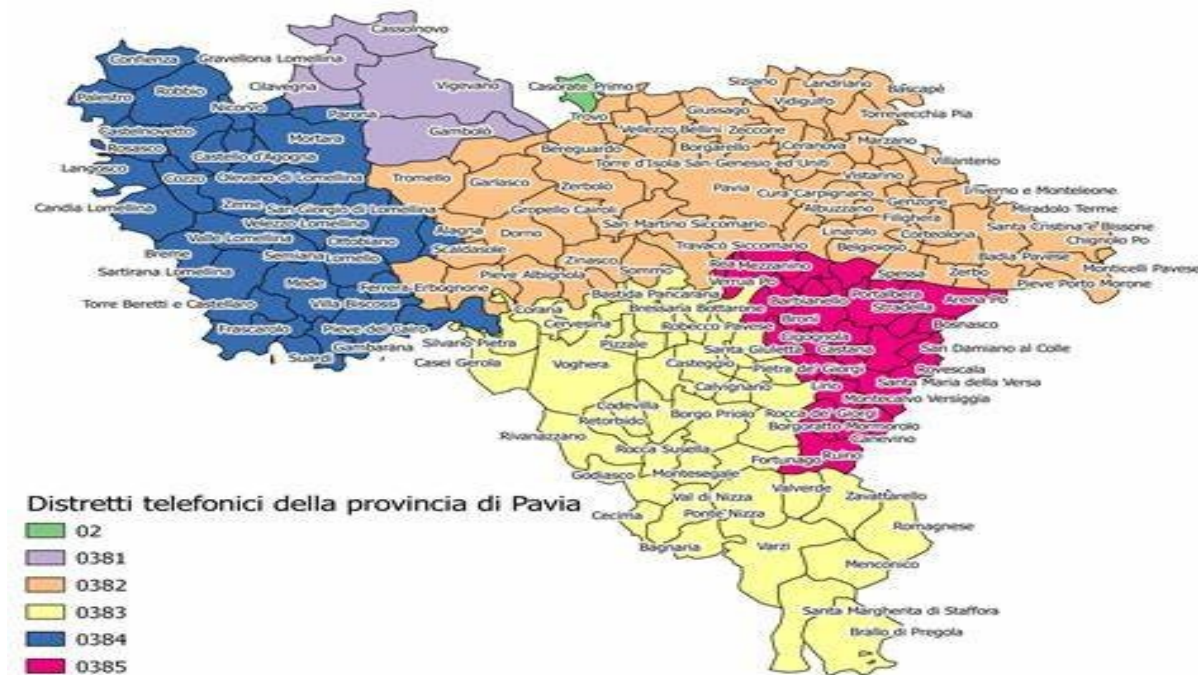 Cassolnovo
Confienza
Gravellona Lomellina
Robbio
Cilavegna
Vigevano
Casorate Primo
Siziano
Landriano
Bascapè
Palestro
Nicorvo
Parona
Trovo
Giussago
Vidigulfo
Torrevecchia Pia
Castelnovetto
Mortara
Gambolò
Vellezzo Bellini
Zeccone
Rosasco
Bereguardo
Borgarello
Ceranova
Marzano
Langosco
Castello d'Agogna
Torre d'Isola
San Genesio ed Uniti
Villanterio
Cozzo
Olevano di Lomellina
Tromello
Garlasco
Zerbolò
Pavia
Cura Carpignano
Vistarino
Inverno e Monteleone
Candia Lomellina
Zeme
San Giorgio di Lomellina
Gropello Cairoli
Albuzzano
Genzone
Miradolo Terme
Velezzo Lomellina
San Martino Siccomario
Filighera
Santa Cristina e Bissone
Valle Lomellina
Ottobiano
Alagna
Dorno
Linarolo
Corteolona
Chignolo Po
Breme
Semiana
Lomello
Scaldasole
Travacò Siccomario
Belgioioso
Badia Pavese
Sartirana Lomellina
Mede
Zinasco
Sommo
Rea
Mezzanino
Spessa
Zerbo
Monticelli Pavese
Ferrera Erbognone
Pieve Albignola
Verrua Po
Pieve Porto Morone
Torre Beretti e Castellaro
Villa Biscossi
Corana
Bastida Pancarana
Barbianello
Portalbera
Arena Po
Bressana Bottarone
Stradella
Frascarolo
Pieve del Cairo
Cervesina
Robecco Pavese
Broni
Bosnasco
Gambarana
Silvano Pietra
Pizzale
Cigognola
Suardi
Santa Giuletta
Castana
San Damiano al Colle
Casei Gerola
Voghera
Casteggio
Pietra de' Giorgi
Rovescala
Calvignano
Lirio
Santa Maria della Versa
Montecalvo Versiggia
Codevilla
Borgo Priolo
Rocca de' Giorgi
Retorbido
Borgoratto Mormorolo
Rivanazzano
Canevino
Rocca Susella
Fortunago
Ruino
Godiasco
Montesegale
Valverde
Zavattarello
Val di Nizza
Cecima
Ponte Nizza
Romagnese
Bagnaria
Varzi
Menconico
Santa Margherita di Staffora
Brallo di Pregola
Distretti telefonici della provincia di Pavia
02
0381
0382
0383
0384
0385